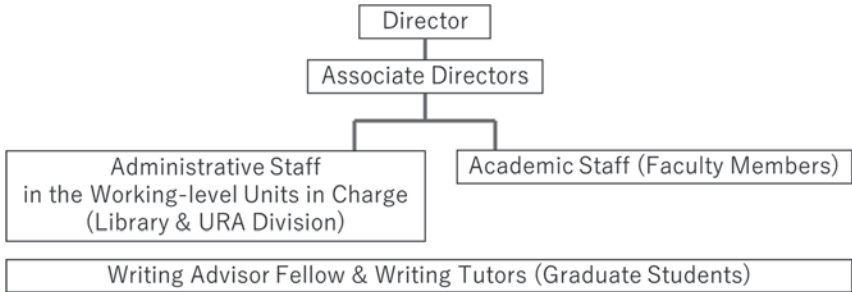 Director
Associate Directors
Administrative Staff
in the Working-level Units in Charge
(Library & URA Division)
Academic Staff (Faculty Members)
Writing Advisor Fellow & Writing Tutors (Graduate Students)